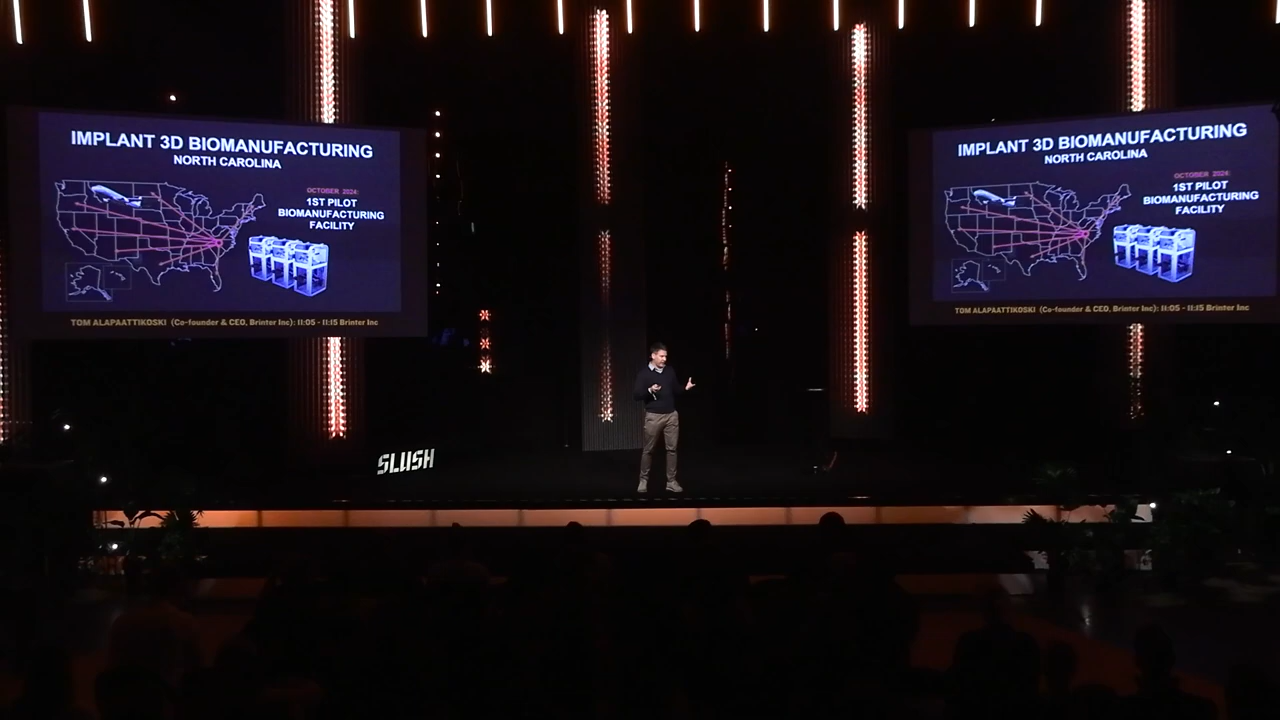 IMPLANT 3D BIOMANUFACTURING
NORTH CAROLINA
OCTOBER 2024:
1ST PILOT
BIOMANUFACTURING
FACILITY
TOM ALAPAATTIKOSKI (Co-founder & CEO, Brinter Inc): 11:05 - 11:15 Brinter Inc
IMPLANT 3D BIOMANUFACTURING
NORTH CAROLINA
OCTOBER 2024:
1ST PILOT
BIOMANUFACTURING
FACILITY
TOM ALAPAATTIKOSKI (Co-founder & CEO, Brinter Inc): 11:05 - 11:15 Brinter Inc
SLUSH